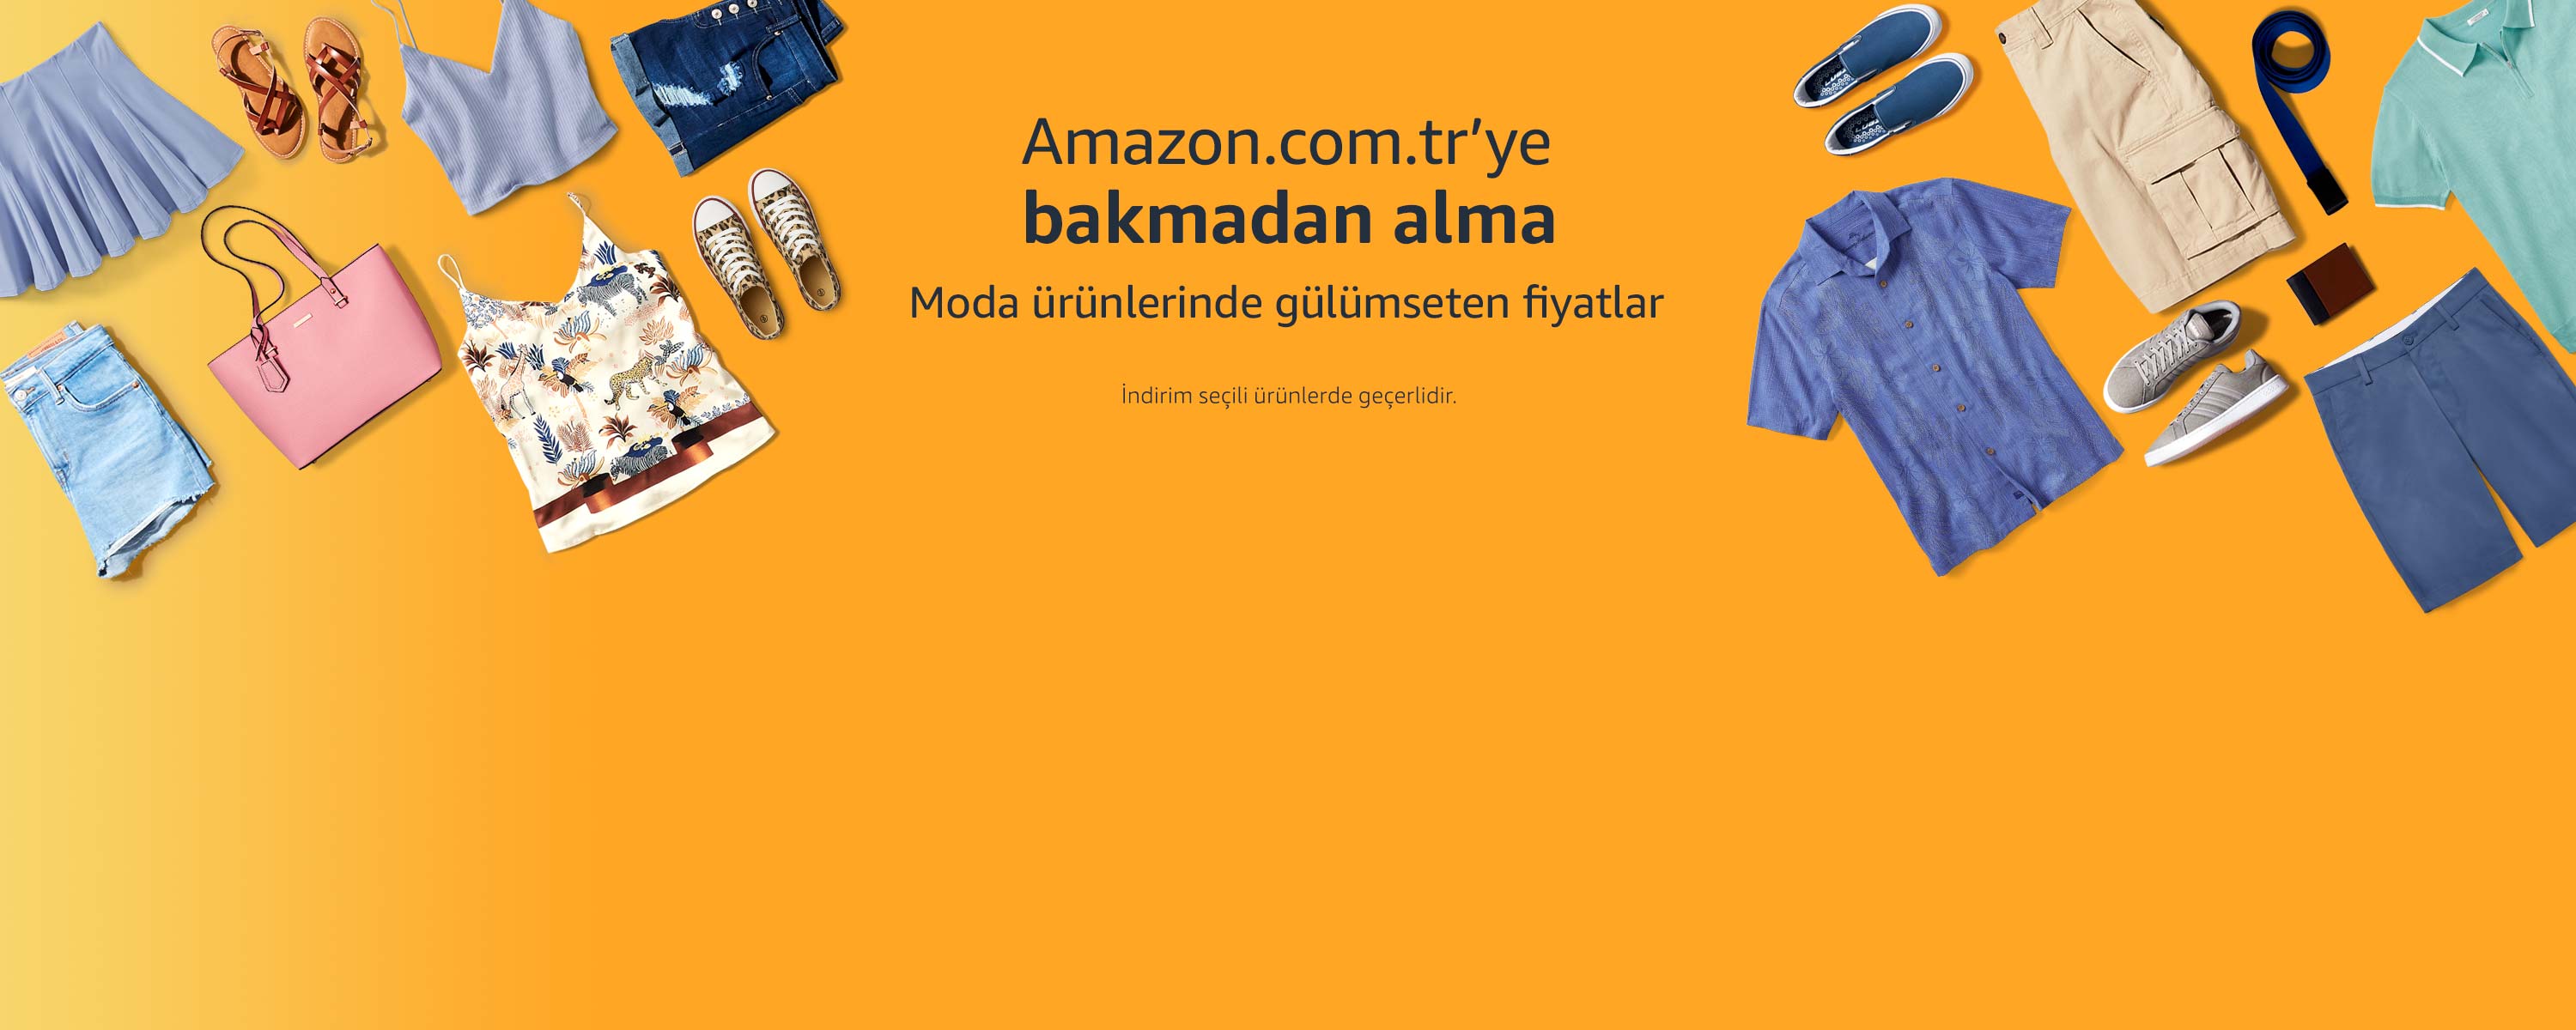 Amazon.com.tr’ye
bakmadan alma
Moda ürünlerinde gülümseten fiyatlar
İndirim seçili ürünlerde geçerlidir.